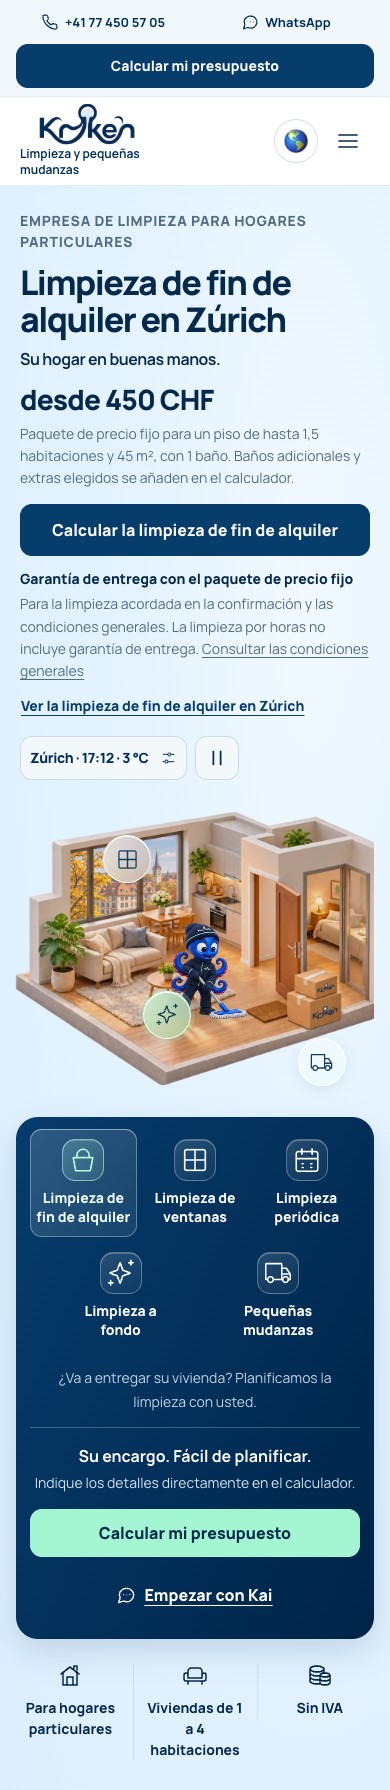 +41 77 450 57 05
WhatsApp
Calcular mi presupuesto
Koken
Limpieza y pequeñas
mudanzas
EMPRESA DE LIMPIEZA PARA HOGARES
PARTICULARES
Limpieza de fin de
alquiler en Zúrich
Su hogar en buenas manos.
desde 450 CHF
Paquete de precio fijo para un piso de hasta 1,5
habitaciones y 45 m², con 1 baño. Baños adicionales y
extras elegidos se añaden en el calculador.
Calcular la limpieza de fin de alquiler
Garantía de entrega con el paquete de precio fijo
Para la limpieza acordada en la confirmación y las
condiciones generales. La limpieza por horas no
incluye garantía de entrega. Consultar las condiciones
generales
Ver la limpieza de fin de alquiler en Zúrich
Zúrich · 17:12 · 3 °C
Koken
Limpieza de
fin de alquiler
Limpieza de
ventanas
Limpieza
periódica
Limpieza a
fondo
Pequeñas
mudanzas
¿Va a entregar su vivienda? Planificamos la
limpieza con usted.
Su encargo. Fácil de planificar.
Indique los detalles directamente en el calculador.
Calcular mi presupuesto
Empezar con Kai
Para hogares
particulares
Viviendas de 1
a 4
habitaciones
Sin IVA